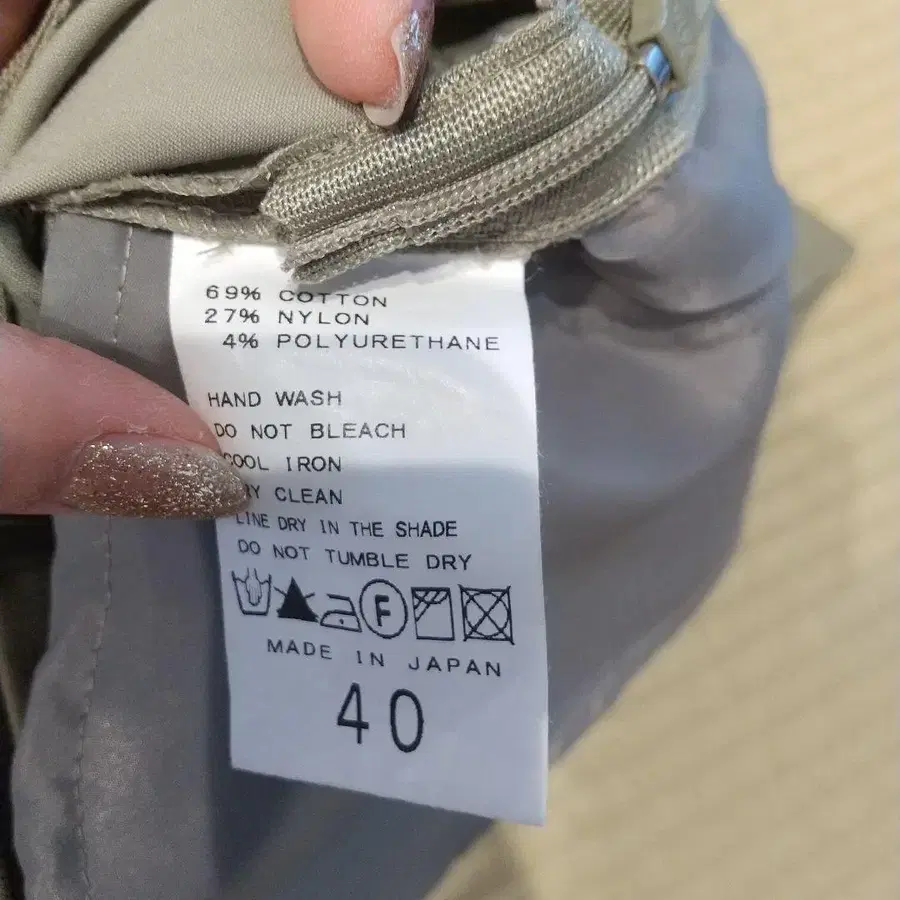 69% COTTON
27% NYLON
4% POLYURETHANE
HAND WASH
DO NOT BLEACH
COOL IRON
CLEAN
LINE DRY IN THE SHADE
DO NOT TUMBLE DRY
F
MADE IN JAPAN
40